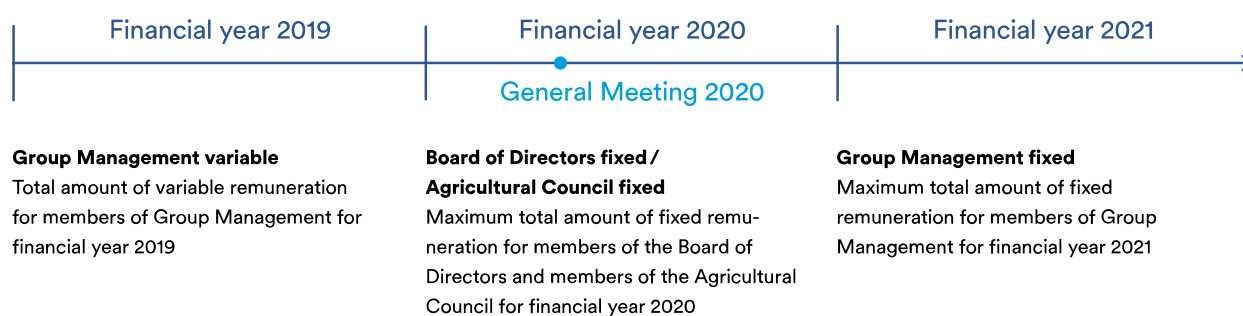 Financial year 2019
Financial year 2020
Financial year 2021
General Meeting 2020
Group Management variable
Total amount of variable remuneration
for members of Group Management for
financial year 2019
Board of Directors fixed /
Agricultural Council fixed
Maximum total amount of fixed remu-
neration for members of the Board of
Directors and members of the Agricultural
Council for financial year 2020
Group Management fixed
Maximum total amount of fixed
remuneration for members of Group
Management for financial year 2021